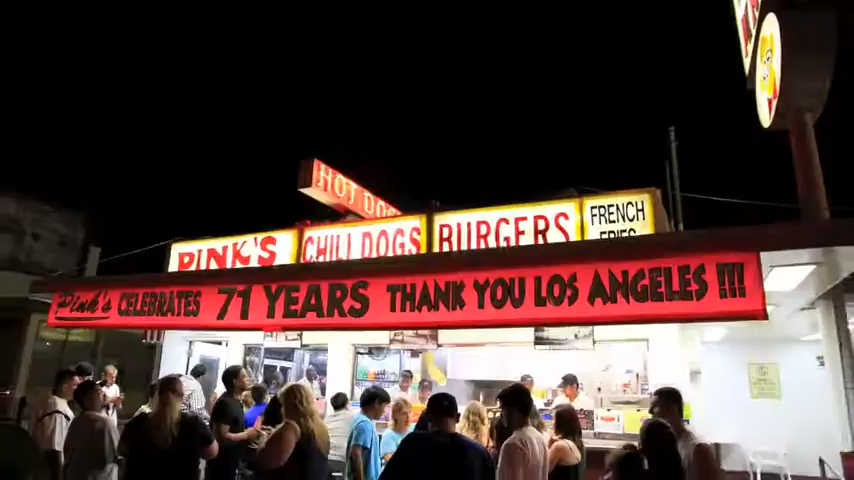 HOT DOGS
PINK'S
CHILI DOGS
BURGERS
FRENCH
FRIES
Pink's CELEBRATES 71 YEARS THANK YOU LOS ANGELES !!!